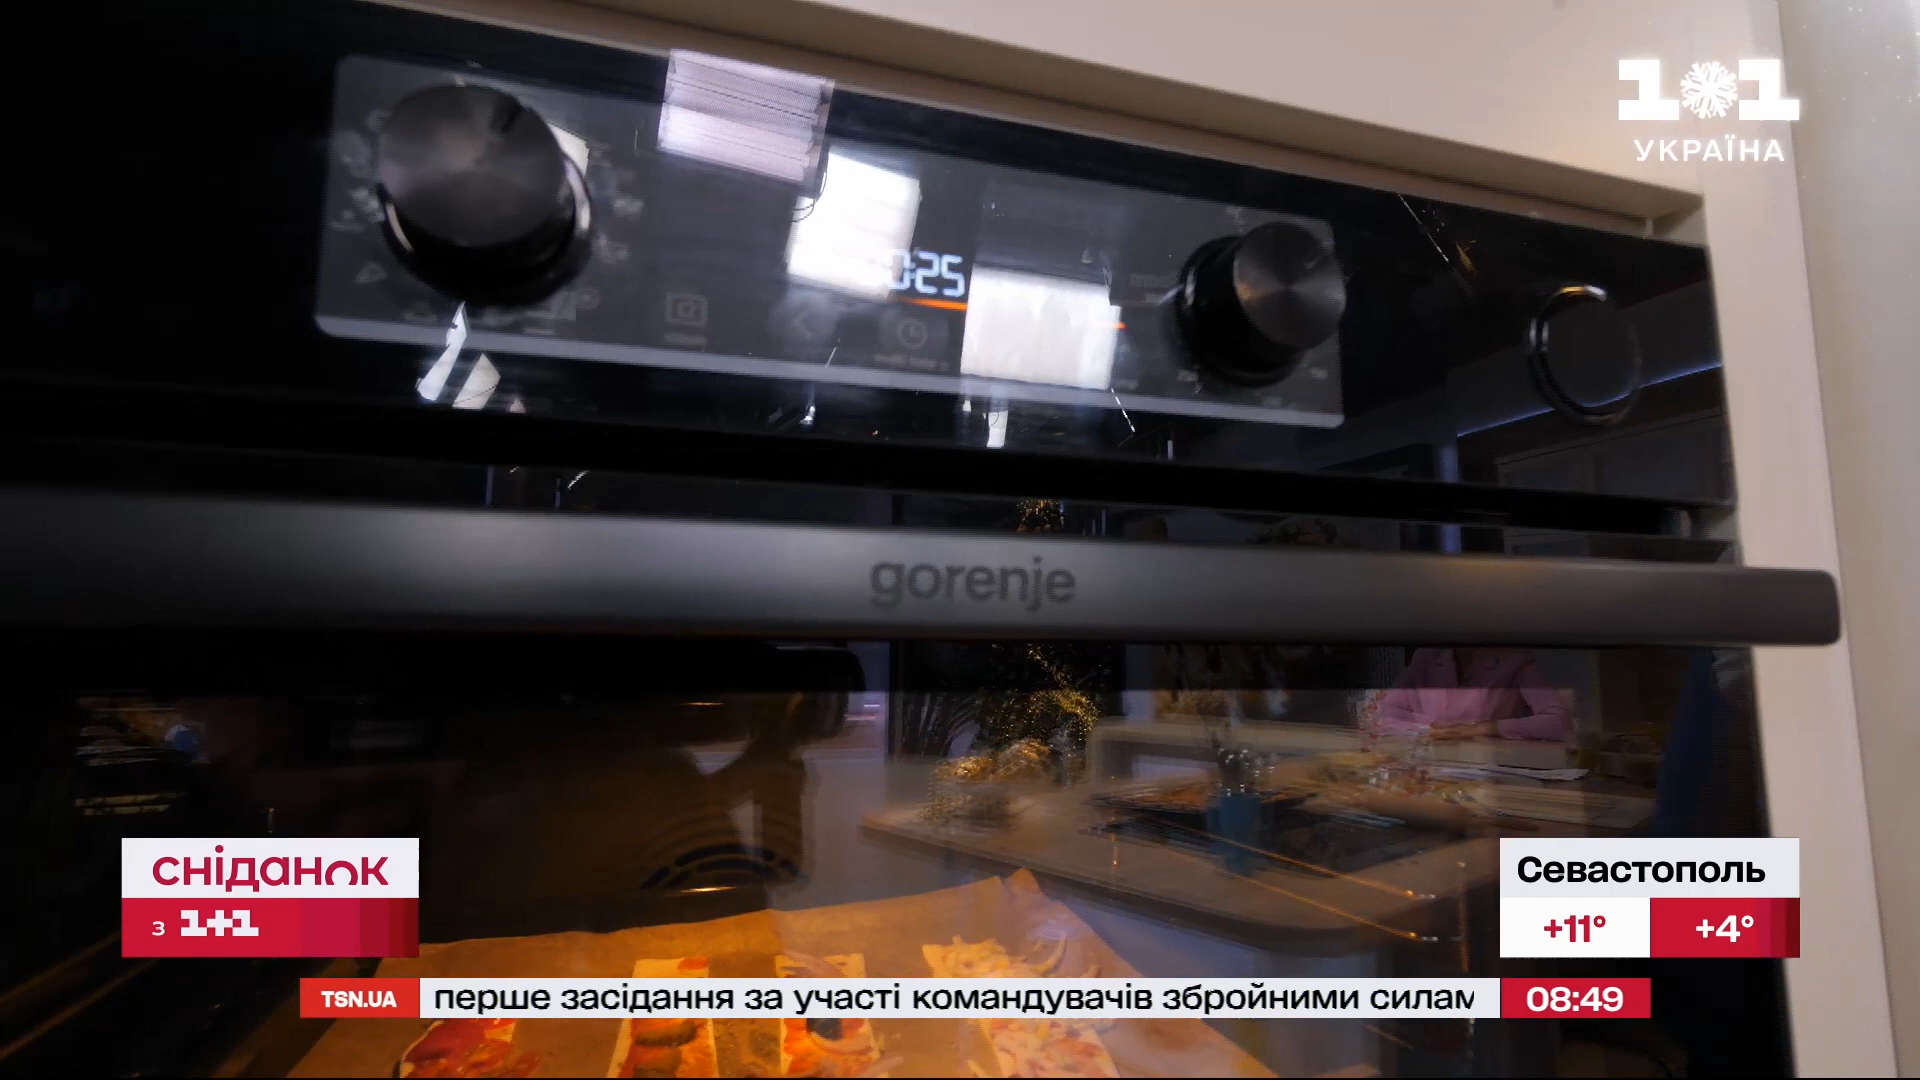 1 1
УКРАЇНА
0:25
gorenje
сніданок
з 1+1
Севастополь
+11° +4°
TSN.UA перше засідання за участі командувачів збройними силам 08:49